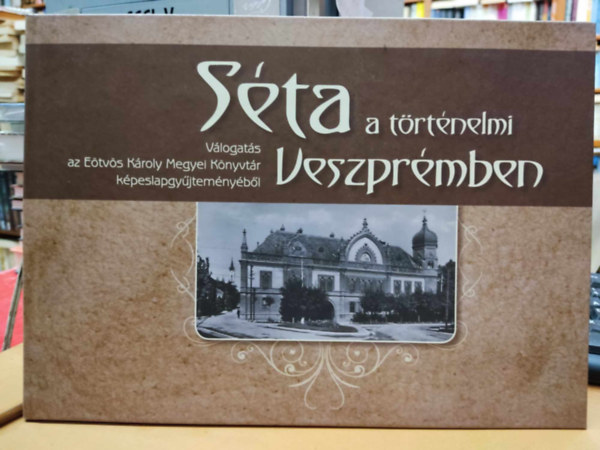 Séta a történelmi
Veszprémben
Válogatás
az Eötvös Károly Megyei Könyvtár
képeslapgyűjteményéből